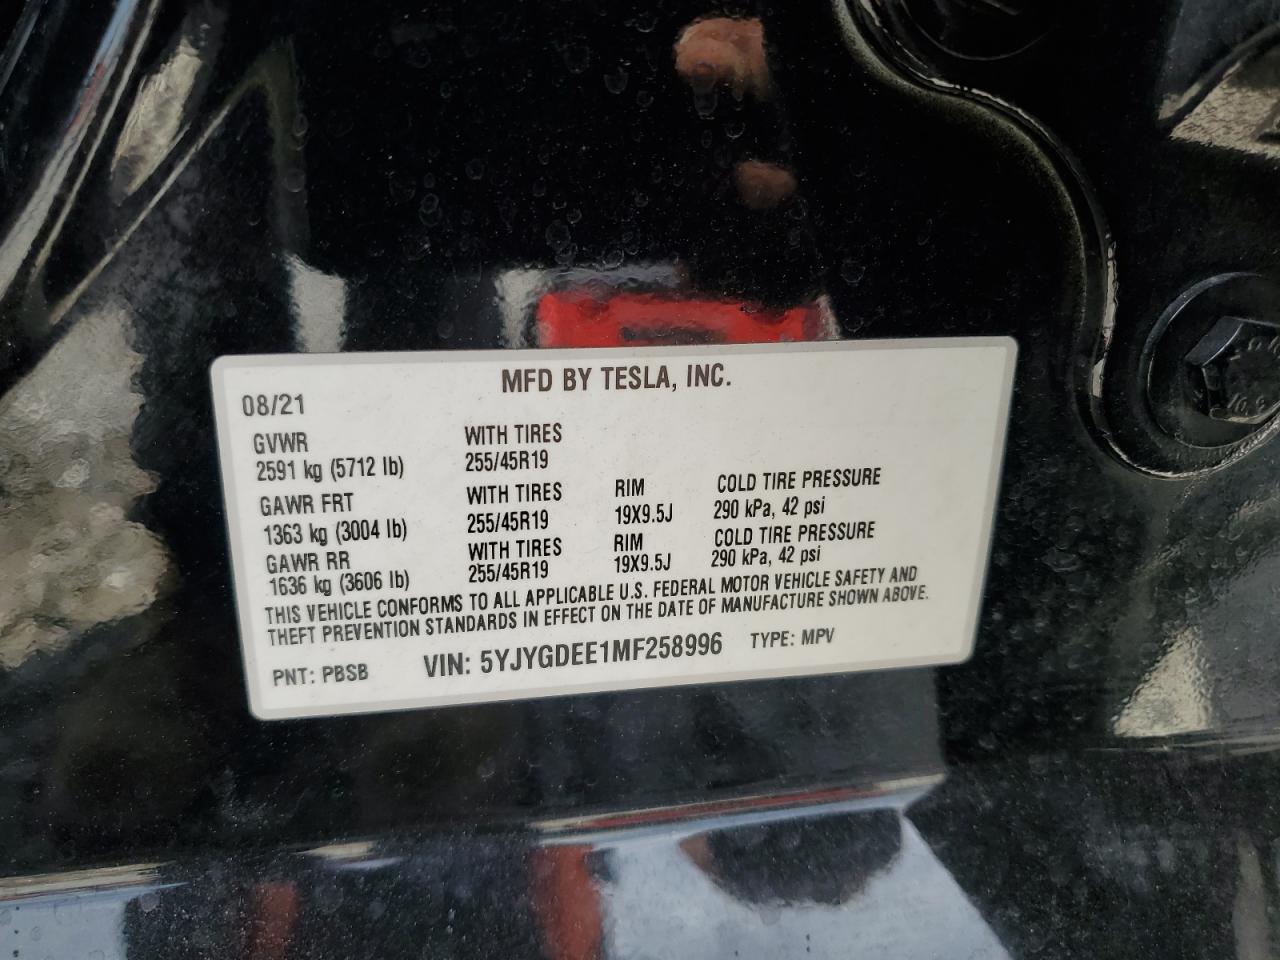 MFD BY TESLA, INC.
08/21
GVWR WITH TIRES
2591 kg (5712 lb) 255/45R19
GAWR FRT WITH TIRES RIM COLD TIRE PRESSURE
1363 kg (3004 lb) 255/45R19 19X9.5J 290 kPa, 42 psi
GAWR RR WITH TIRES RIM COLD TIRE PRESSURE
1636 kg (3606 lb) 255/45R19 19X9.5J 290 kPa, 42 psi
THIS VEHICLE CONFORMS TO ALL APPLICABLE U.S. FEDERAL MOTOR VEHICLE SAFETY AND
THEFT PREVENTION STANDARDS IN EFFECT ON THE DATE OF MANUFACTURE SHOWN ABOVE.
PNT: PBSB VIN: 5YJYGDEE1MF258996 TYPE: MPV